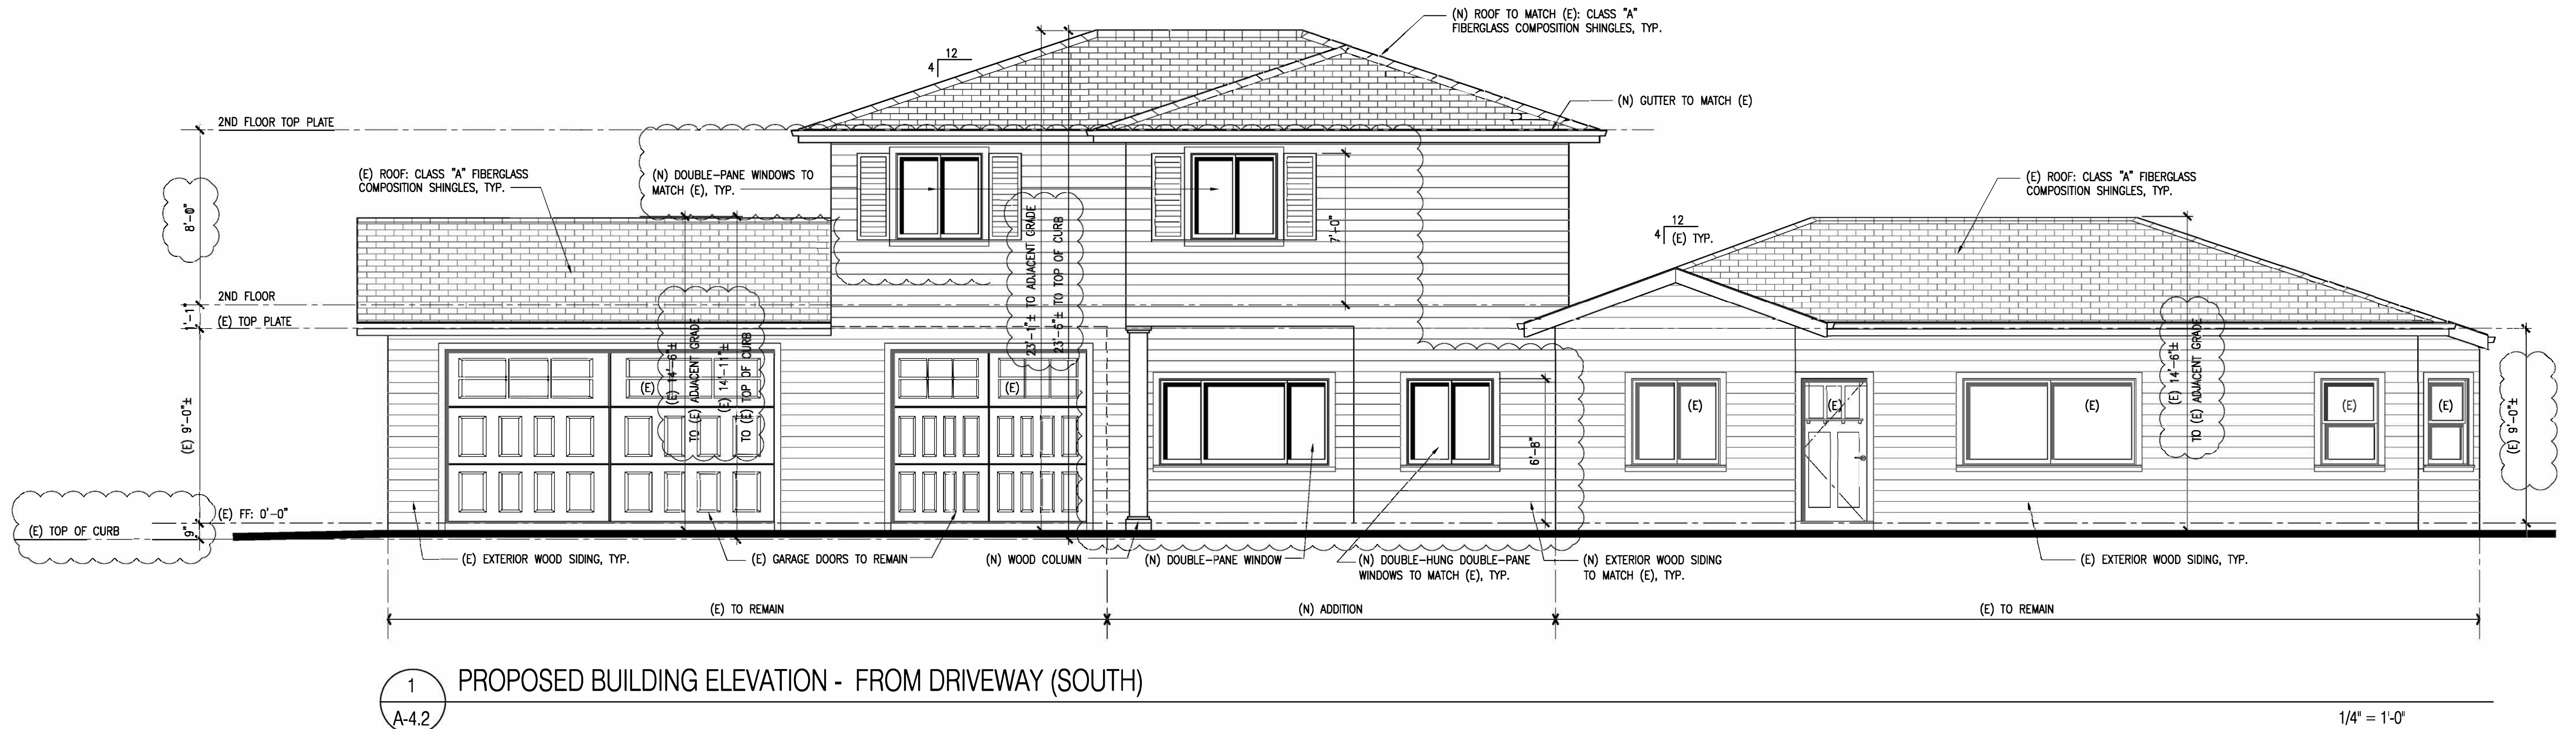 (N) ROOF TO MATCH (E): CLASS "A"
FIBERGLASS COMPOSITION SHINGLES, TYP.
12
4
(N) GUTTER TO MATCH (E)
2ND FLOOR TOP PLATE
(E) ROOF: CLASS "A" FIBERGLASS
COMPOSITION SHINGLES, TYP.
(N) DOUBLE-PANE WINDOWS TO
MATCH (E), TYP.
(E) ROOF: CLASS "A" FIBERGLASS
COMPOSITION SHINGLES, TYP.
8'-0"
7'-0"
12
4
(E) TYP.
23'-1"± TO ADJACENT GRADE
23'-6"± TO TOP OF CURB
2ND FLOOR
1'-1"
(E) TOP PLATE
(E) 14'-6"±
TO (E) ADJACENT GRADE
(E) 14'-11"±
TO (E) TOP OF CURB
(E) 14'-6"±
TO (E) ADJACENT GRADE
(E)
(E)
(E)
(E)
(E)
(E)
(E)
(E) 9'-0"±
6'-8"
(E) 9'-0"±
(E) FF: 0'-0"
(E) TOP OF CURB
9"
(E) EXTERIOR WOOD SIDING, TYP.
(E) GARAGE DOORS TO REMAIN
(N) WOOD COLUMN
(N) DOUBLE-PANE WINDOW
(N) DOUBLE-HUNG DOUBLE-PANE
WINDOWS TO MATCH (E), TYP.
(N) EXTERIOR WOOD SIDING
TO MATCH (E), TYP.
(E) EXTERIOR WOOD SIDING, TYP.
(E) TO REMAIN
(N) ADDITION
(E) TO REMAIN
1
A-4.2
PROPOSED BUILDING ELEVATION - FROM DRIVEWAY (SOUTH)
1/4" = 1'-0"